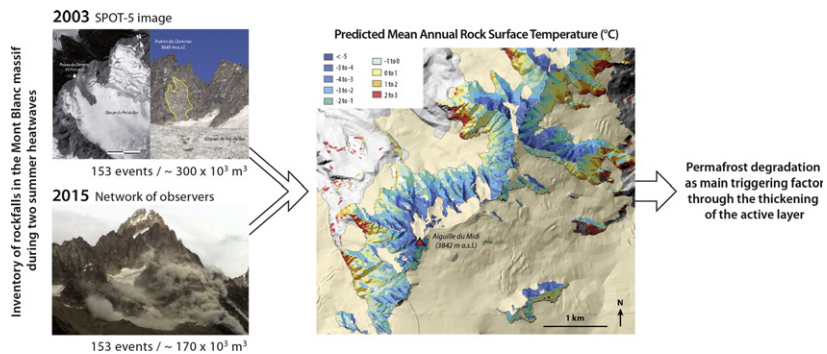 Inventory of rockfalls in the Mont Blanc massif
during two summer heatwaves
2003 SPOT-5 image
153 events / ~ 300 x 10³ m³
2015 Network of observers
153 events / ~ 170 x 10³ m³
Predicted Mean Annual Rock Surface Temperature (°C)
< -5
-5 to -4
-4 to -3
-3 to -2
-2 to -1
-1 to 0
0 to 1
1 to 2
2 to 3
Aiguille du Midi
(3842 m a.s.l.)
1 km
N
Permafrost degradation
as main triggering factor
through the thickening
of the active layer